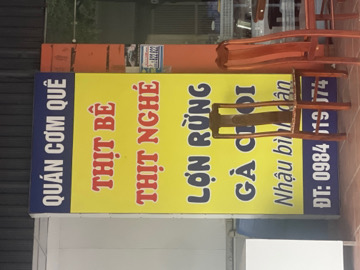 QUÁN CƠM QUÊ
THỊT BÊ
THỊT NGHÉ
LỢN RỪNG
GÀ
Nhậu bình dân
ĐT: 0984